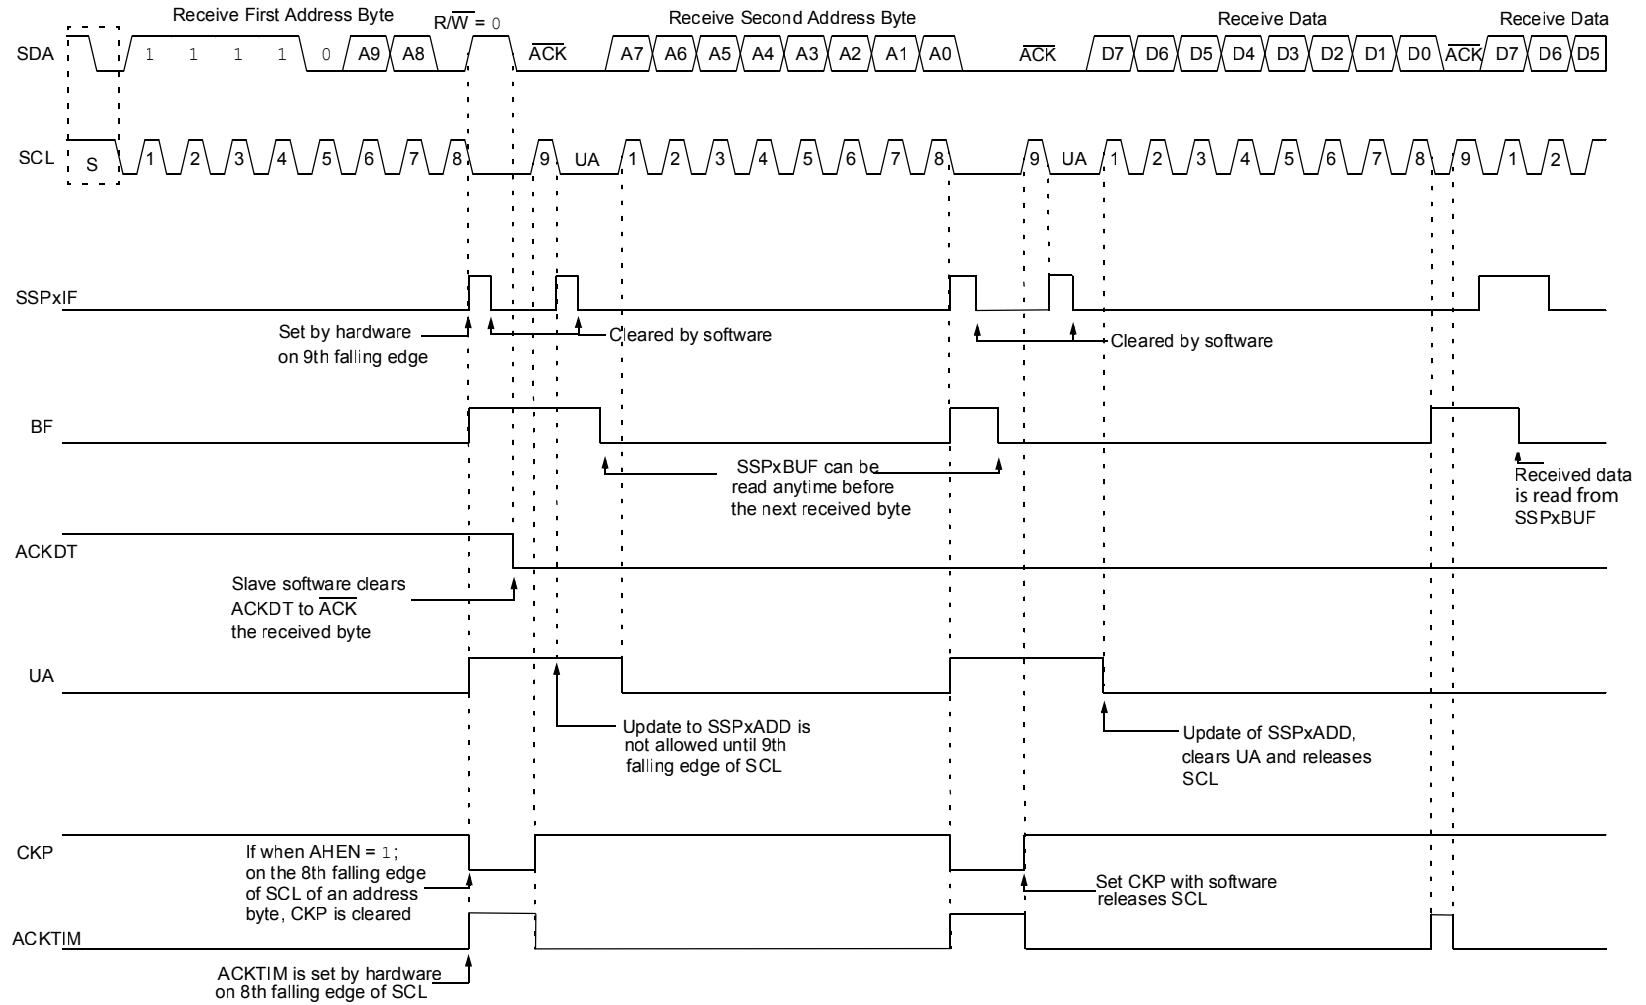 Receive First Address Byte
R/W = 0
Receive Second Address Byte
Receive Data
Receive Data
SDA
1 1 1 1 0 A9 A8
ACK
A7 A6 A5 A4 A3 A2 A1 A0
ACK
D7 D6 D5 D4 D3 D2 D1 D0
ACK
D7 D6 D5
SCL
S
1 2 3 4 5 6 7 8 9 UA 1 2 3 4 5 6 7 8 9 UA 1 2 3 4 5 6 7 8 9 1 2
SSPxIF
Set by hardware
on 9th falling edge
Cleared by software
Cleared by software
BF
SSPxBUF can be
read anytime before
the next received byte
Received data
is read from
SSPxBUF
ACKDT
Slave software clears
ACKDT to ACK
the received byte
UA
Update to SSPxADD is
not allowed until 9th
falling edge of SCL
Update of SSPxADD,
clears UA and releases
SCL
CKP
If when AHEN = 1;
on the 8th falling edge
of SCL of an address
byte, CKP is cleared
Set CKP with software
releases SCL
ACKTIM
ACKTIM is set by hardware
on 8th falling edge of SCL